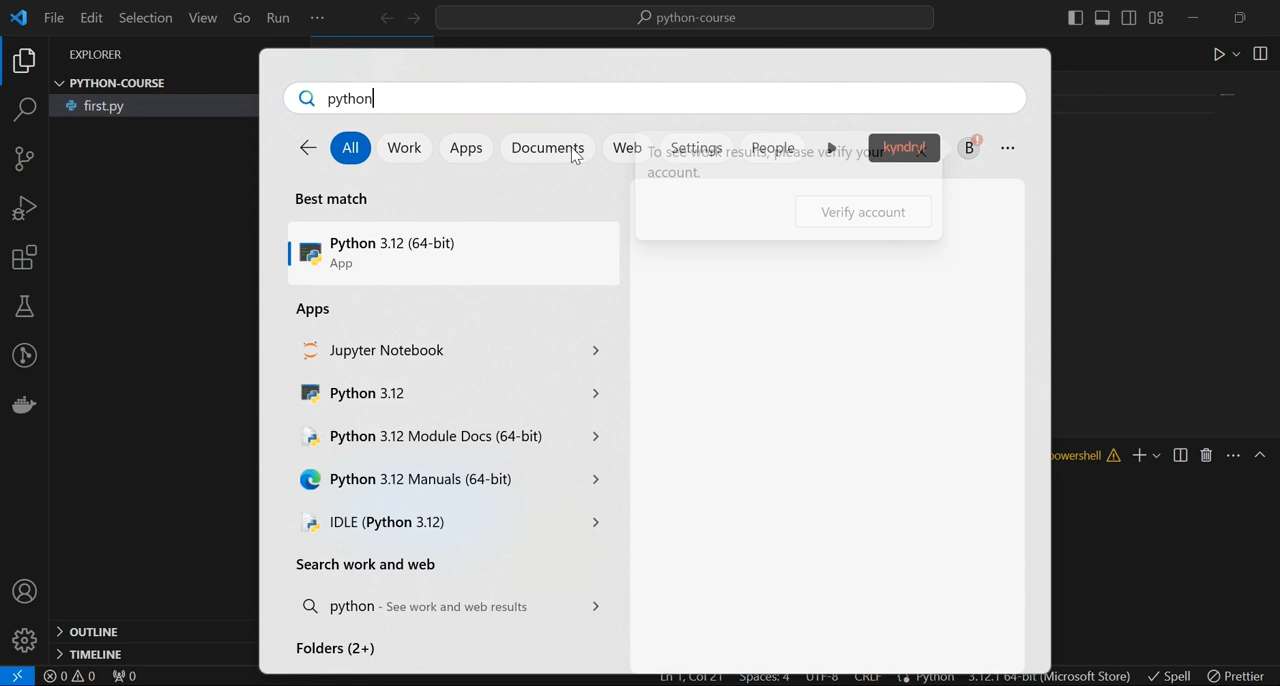 File Edit Selection View Go Run ··· python-course
EXPLORER
PYTHON-COURSE
first.py
python
All Work Apps Documents Web Settings People kyndryl B
To see work results, please verify your
account.
Verify account
Best match
Python 3.12 (64-bit)
App
Apps
Jupyter Notebook
Python 3.12
Python 3.12 Module Docs (64-bit)
Python 3.12 Manuals (64-bit)
IDLE (Python 3.12)
Search work and web
python - See work and web results
Folders (2+)
powershell
OUTLINE
TIMELINE
0 0 0 Ln 1, Col 21 Spaces: 4 UTF-8 CRLF Python 3.12.1 64-bit (Microsoft Store) Spell Prettier